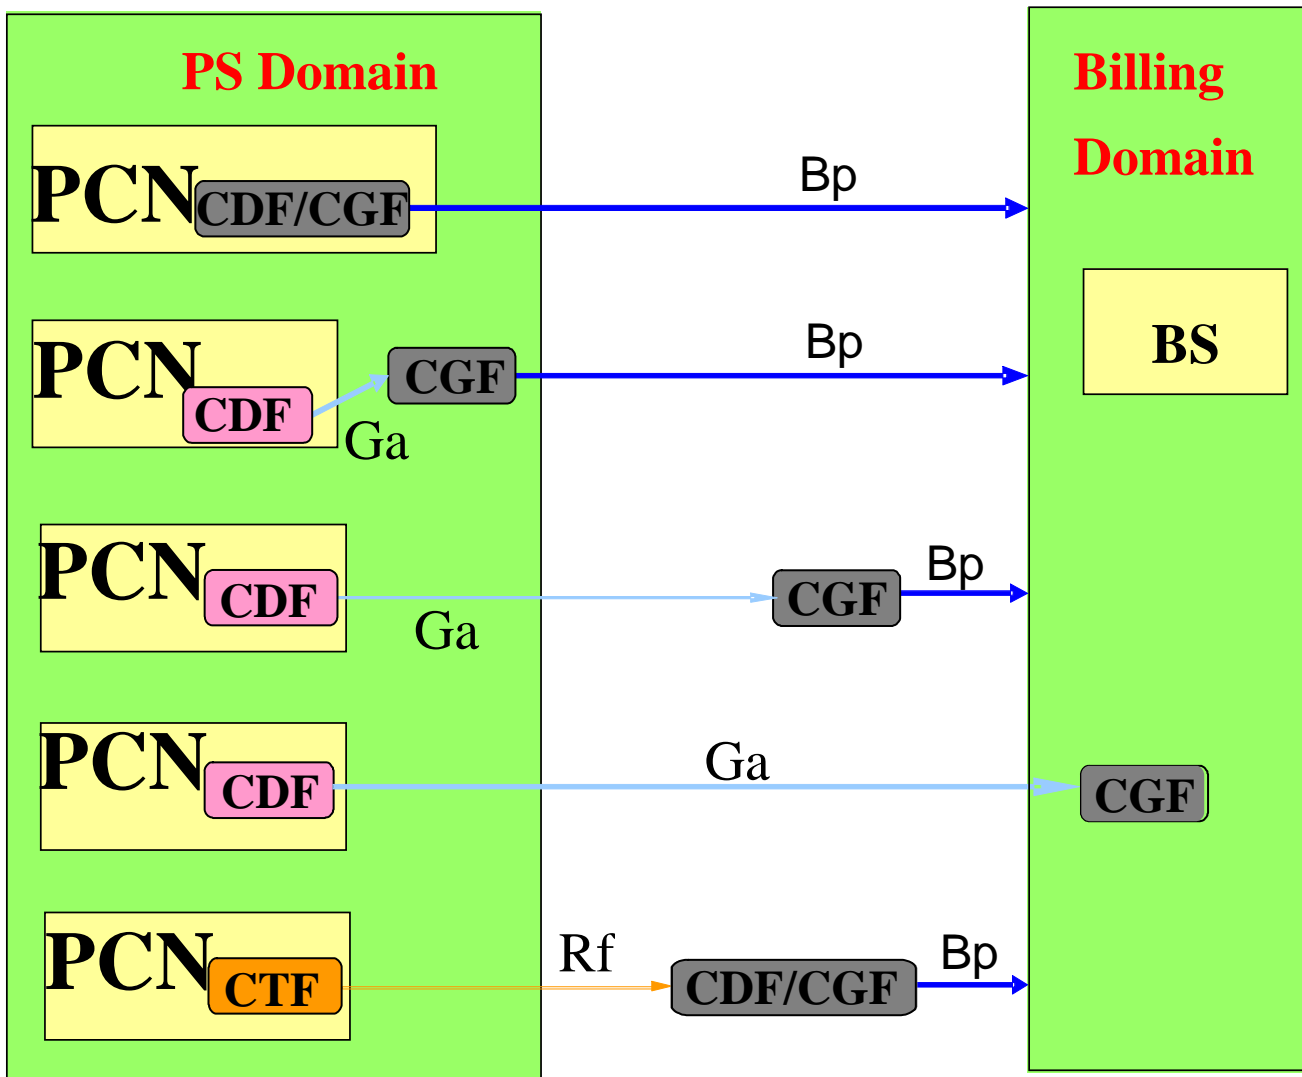 PS Domain
Billing
Domain
PCN
CDF/CGF
Bp
PCN
CDF
Ga
CGF
Bp
BS
PCN
CDF
Ga
CGF
Bp
PCN
CDF
Ga
CGF
PCN
CTF
Rf
CDF/CGF
Bp